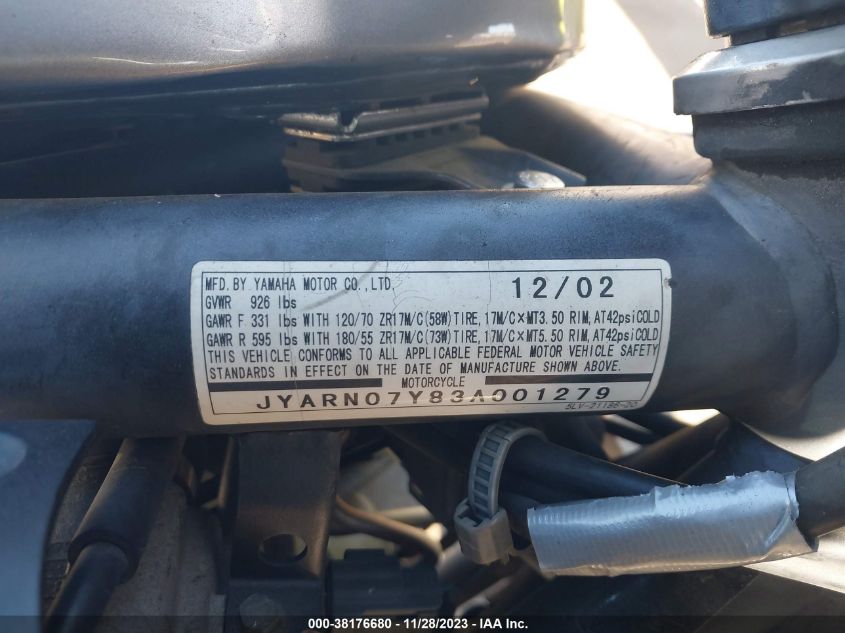 MFD. BY YAMAHA MOTOR CO., LTD. 12/02
GVWR 926 lbs
GAWR F 331 lbs WITH 120/70 ZR17M/C(58W)TIRE, 17M/C×MT3.50 RIM, AT42psiCOLD
GAWR R 595 lbs WITH 180/55 ZR17M/C(73W)TIRE, 17M/C×MT5.50 RIM, AT42psiCOLD
THIS VEHICLE CONFORMS TO ALL APPLICABLE FEDERAL MOTOR VEHICLE SAFETY
STANDARDS IN EFFECT ON THE DATE OF MANUFACTURE SHOWN ABOVE.
MOTORCYCLE
JYARN07Y83A001279
000-38176680 - 11/28/2023 - IAA Inc.